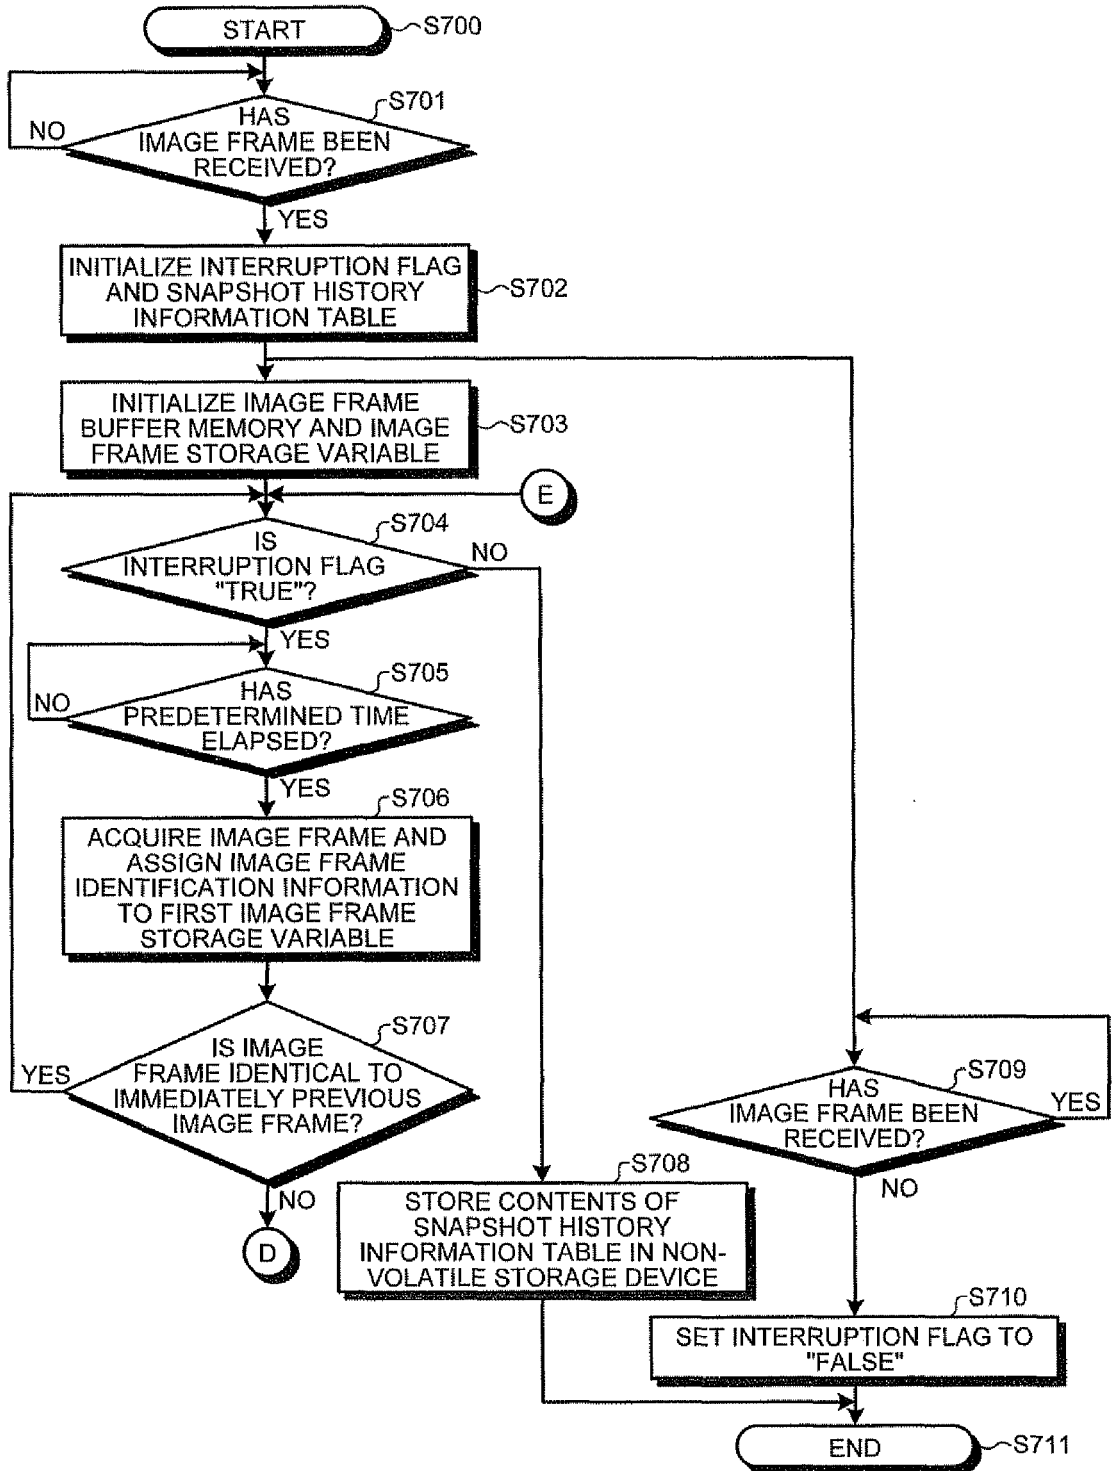 START
S700
S701
HAS
IMAGE FRAME BEEN
RECEIVED?
NO
YES
INITIALIZE INTERRUPTION FLAG
AND SNAPSHOT HISTORY
INFORMATION TABLE
S702
INITIALIZE IMAGE FRAME
BUFFER MEMORY AND IMAGE
FRAME STORAGE VARIABLE
S703
E
S704
IS
INTERRUPTION FLAG
"TRUE"?
NO
YES
S705
HAS
PREDETERMINED TIME
ELAPSED?
NO
YES
S706
ACQUIRE IMAGE FRAME AND
ASSIGN IMAGE FRAME
IDENTIFICATION INFORMATION
TO FIRST IMAGE FRAME
STORAGE VARIABLE
S707
IS IMAGE
FRAME IDENTICAL TO
IMMEDIATELY PREVIOUS
IMAGE FRAME?
YES
NO
D
S708
STORE CONTENTS OF
SNAPSHOT HISTORY
INFORMATION TABLE IN NON-
VOLATILE STORAGE DEVICE
S709
HAS
IMAGE FRAME BEEN
RECEIVED?
YES
NO
S710
SET INTERRUPTION FLAG TO
"FALSE"
END
S711